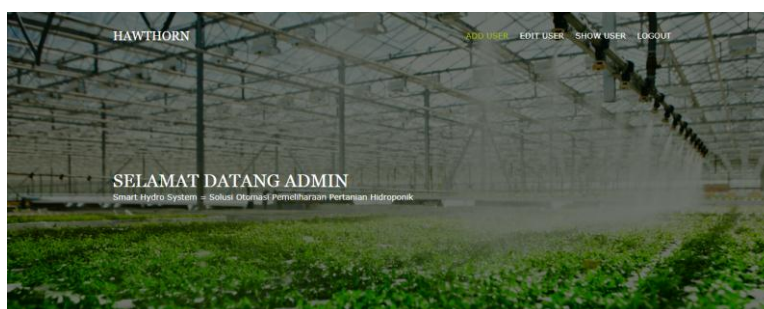 HAWTHORN
ADD USER EDIT USER SHOW USER LOGOUT
SELAMAT DATANG ADMIN
Smart Hydro System = Solusi Otomasi Pemeliharaan Pertanian Hidroponik